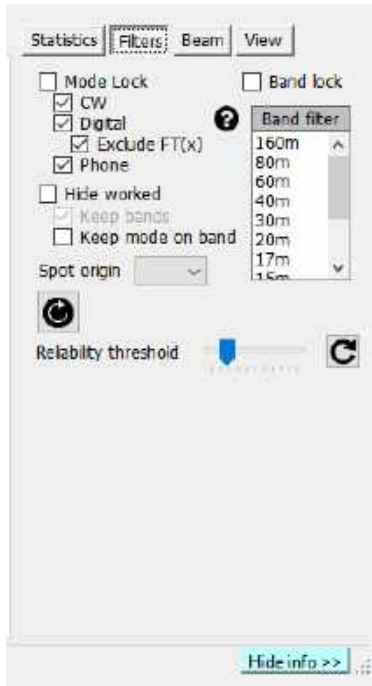 Statistics Filters Beam View
Mode Lock
Band lock
CW
Digital
Exclude FT(x)
Phone
? Band filter
160m
80m
60m
40m
30m
20m
17m
15m
Hide worked
Keep bands
Keep mode on band
Spot origin
Reliability threshold
Hide info >>